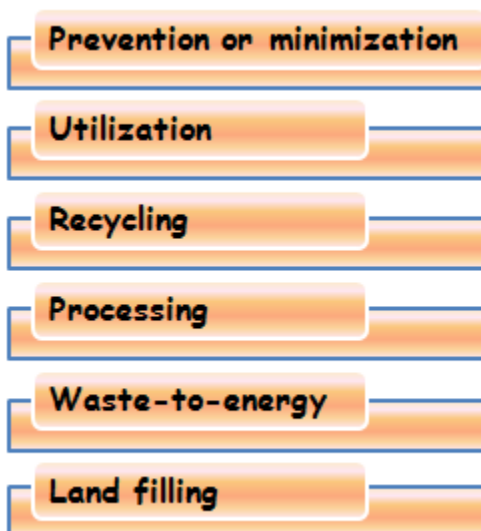 Prevention or minimization
Utilization
Recycling
Processing
Waste-to-energy
Land filling